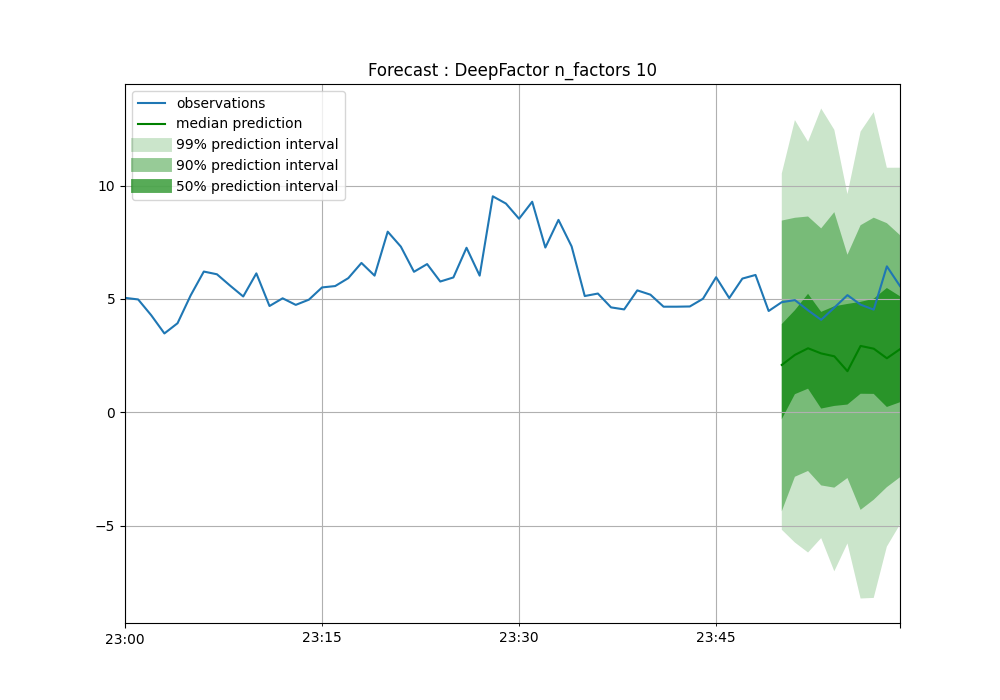 Forecast : DeepFactor n_factors 10
observations
median prediction
99% prediction interval
90% prediction interval
50% prediction interval
10
5
0
−5
23:00
23:15
23:30
23:45